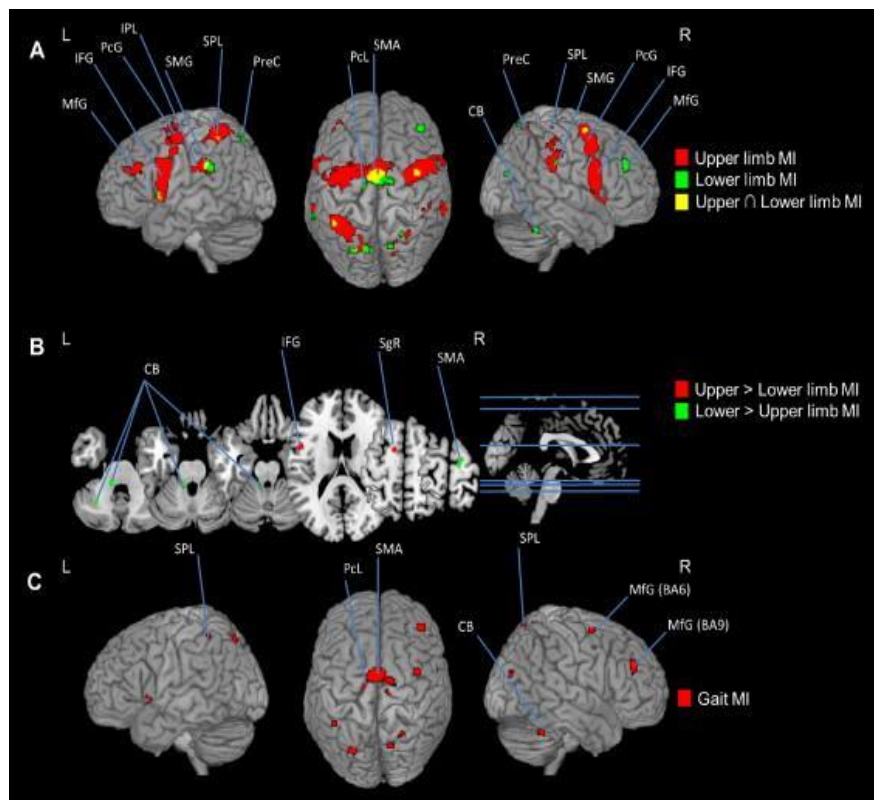 A
L
IPL
SPL
SMA
R
PcG
PcL
SPL
PcG
IFG
SMG
PreC
PreC
SMG
IFG
MfG
CB
MfG
Upper limb MI
Lower limb MI
Upper ∩ Lower limb MI
B
L
IFG
SgR
R
SMA
CB
Upper > Lower limb MI
Lower > Upper limb MI
C
L
SPL
SMA
SPL
R
PcL
MfG (BA6)
CB
MfG (BA9)
Gait MI